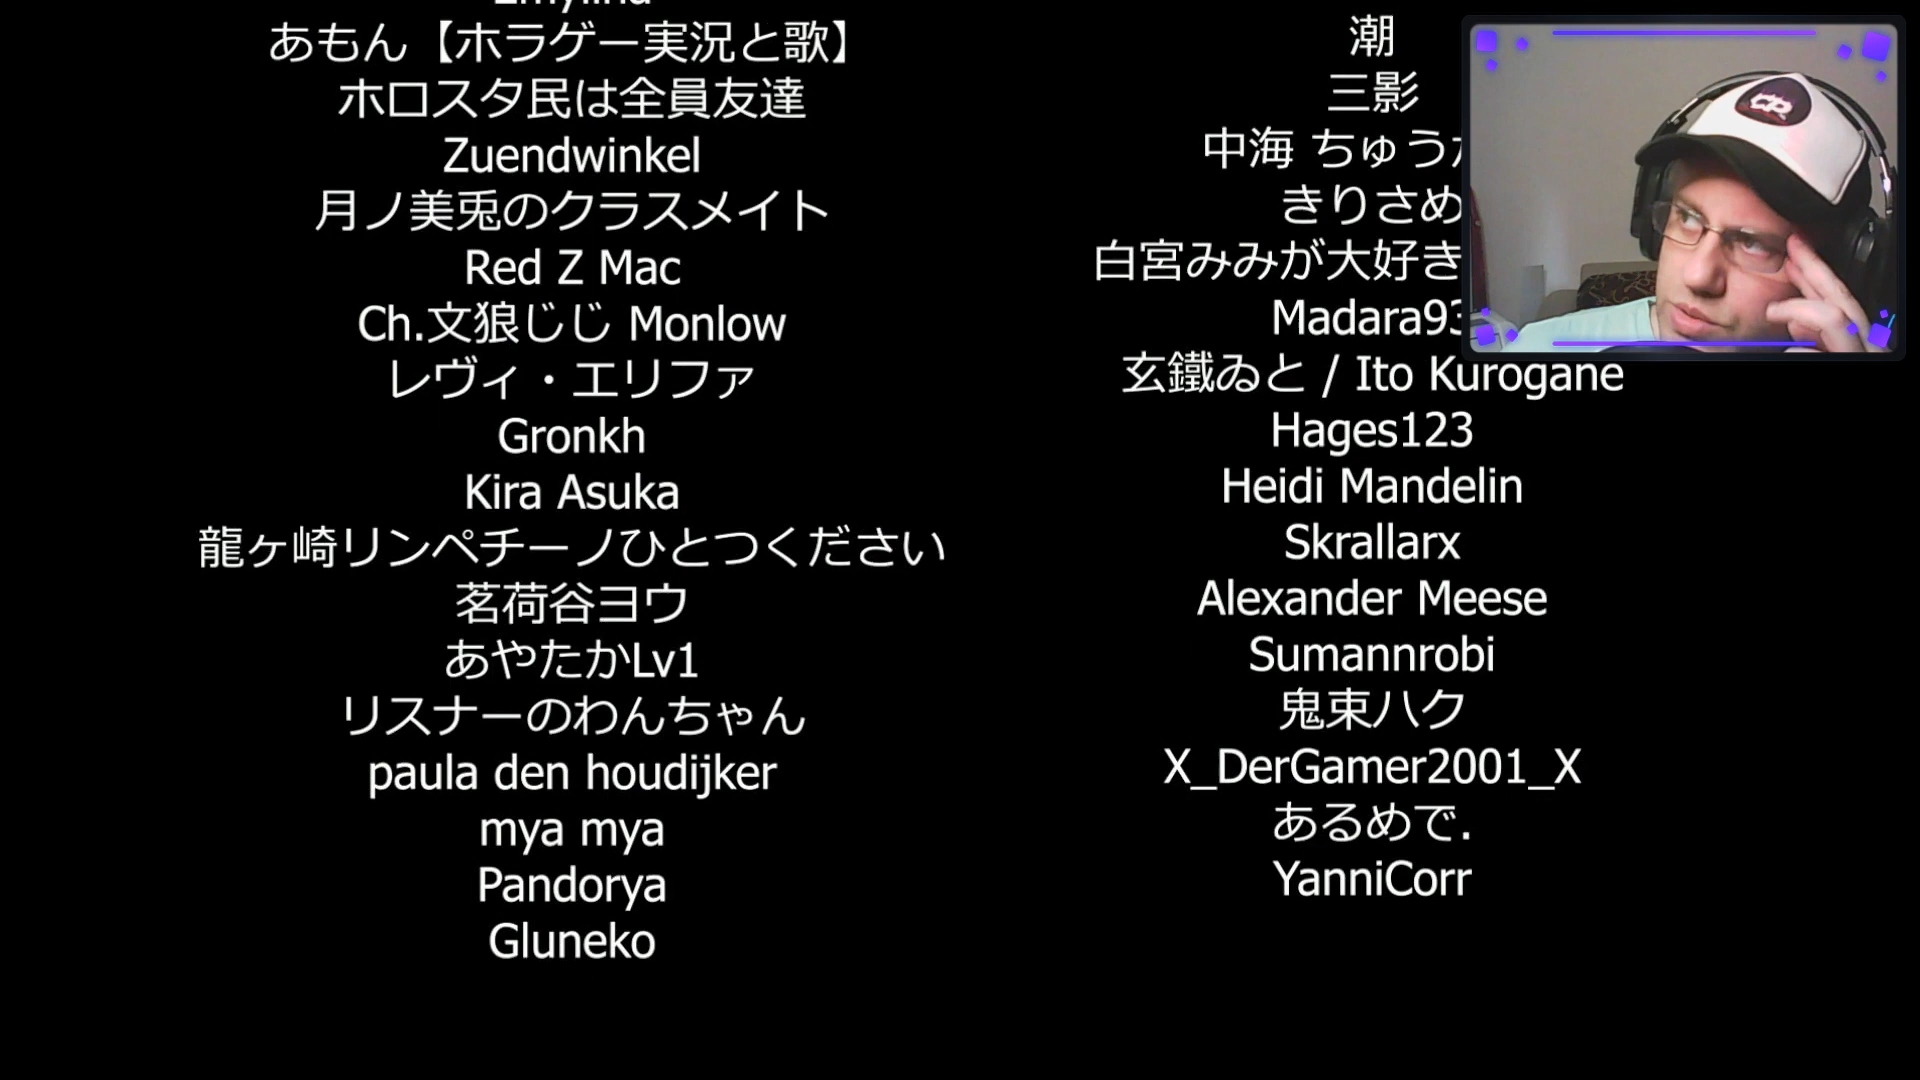 あもん【ホラゲー実況と歌】
ホロスタ民は全員友達
Zuendwinkel
月ノ美兎のクラスメイト
Red Z Mac
Ch.文狼じじ Monlow
レヴィ・エリファ
Gronkh
Kira Asuka
龍ヶ崎リンペチーノひとつください
茗荷谷ヨウ
あやたかLv1
リスナーのわんちゃん
paula den houdijker
mya mya
Pandorya
Gluneko
潮
三影
中海 ちゅう
きりさめ
白宮みみが大好き
Madara93
玄鐵ゐと / Ito Kurogane
Hages123
Heidi Mandelin
Skrallarx
Alexander Meese
Sumannrobi
鬼束ハク
X_DerGamer2001_X
あるめで.
YanniCorr